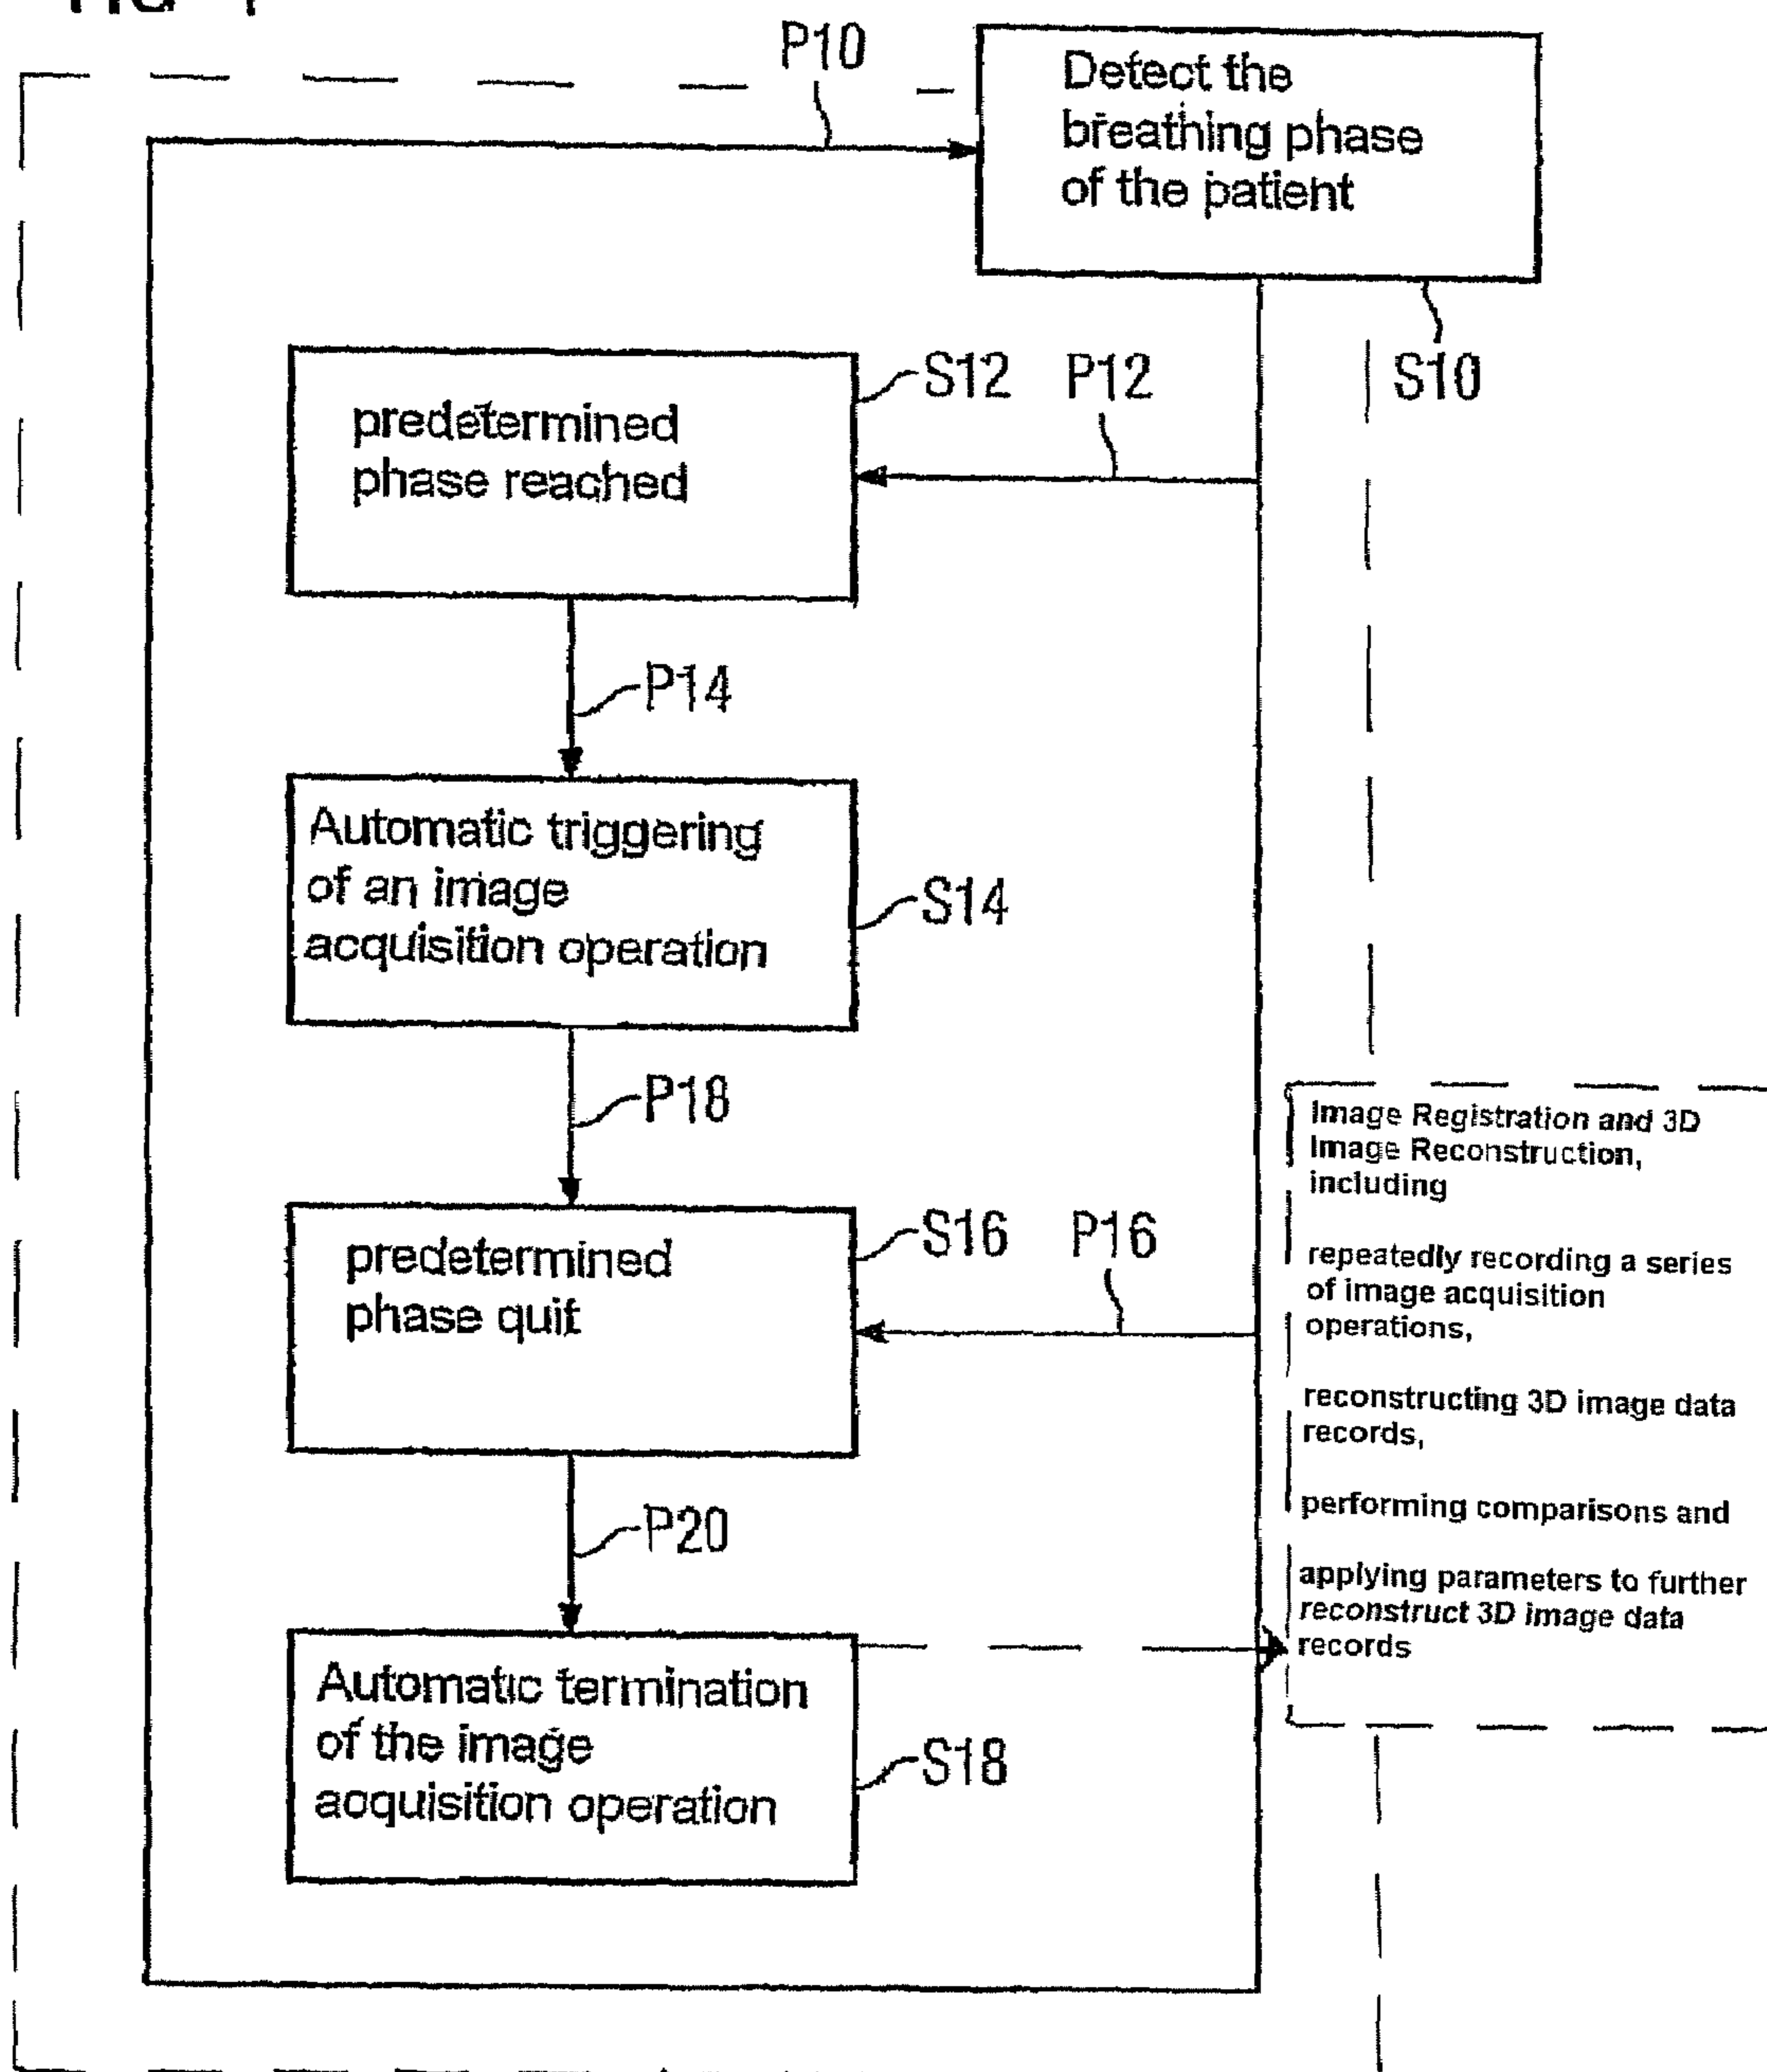 P10
Detect the
breathing phase
of the patient
S10
S12
P12
predetermined
phase reached
P14
Automatic triggering
of an image
acquisition operation
S14
P18
predetermined
phase quit
S16
P16
P20
Automatic termination
of the image
acquisition operation
S18
Image Registration and 3D
Image Reconstruction,
including
repeatedly recording a series
of image acquisition
operations,
reconstructing 3D image data
records,
performing comparisons and
applying parameters to further
reconstruct 3D image data
records